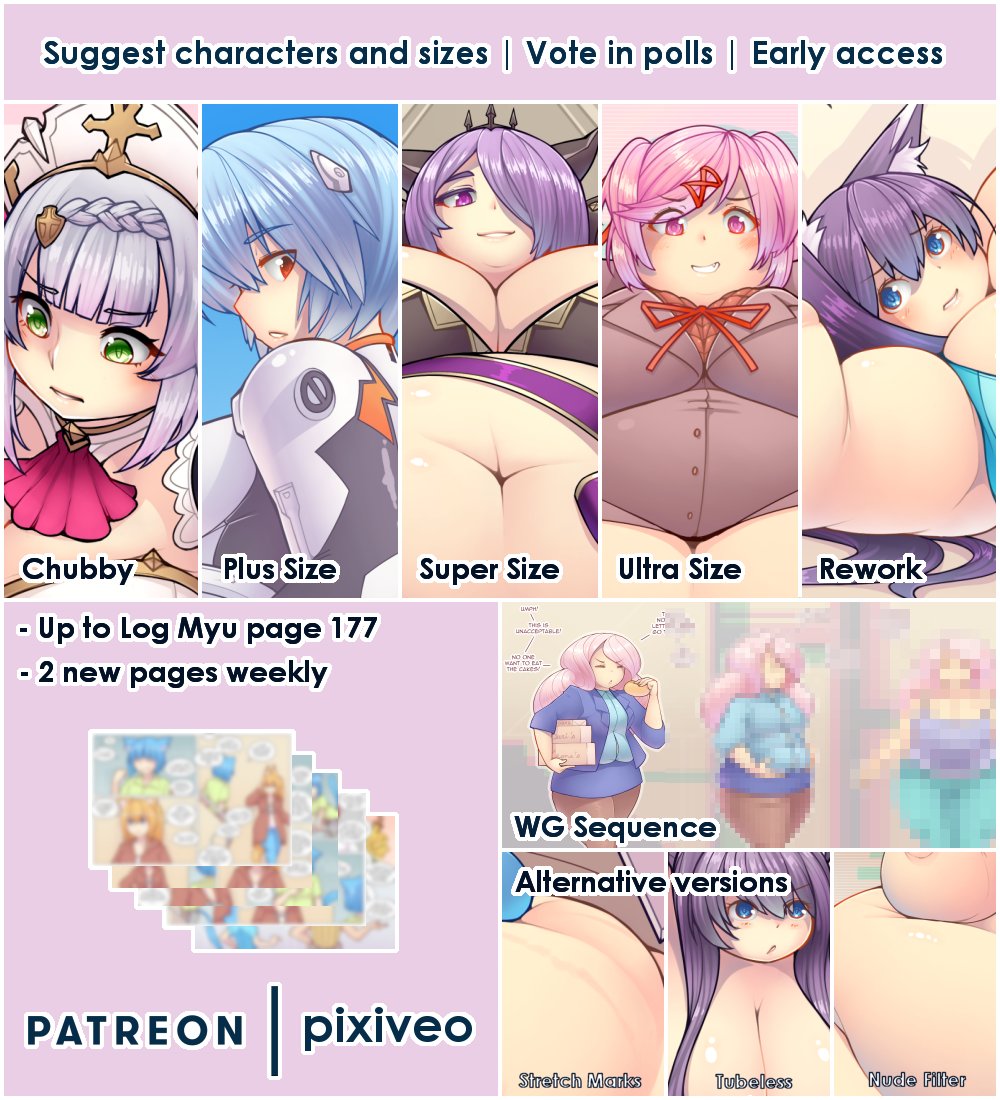 Suggest characters and sizes | Vote in polls | Early access
Chubby
Plus Size
Super Size
Ultra Size
Rework
- Up to Log Myu page 177
- 2 new pages weekly
UMPH!
THIS IS
UNACCEPTABLE!
NO ONE
WANT TO EAT
THE CAKES!
WG Sequence
Alternative versions
Stretch Marks
Tubeless
Nude Filter
PATREON | pixiveo